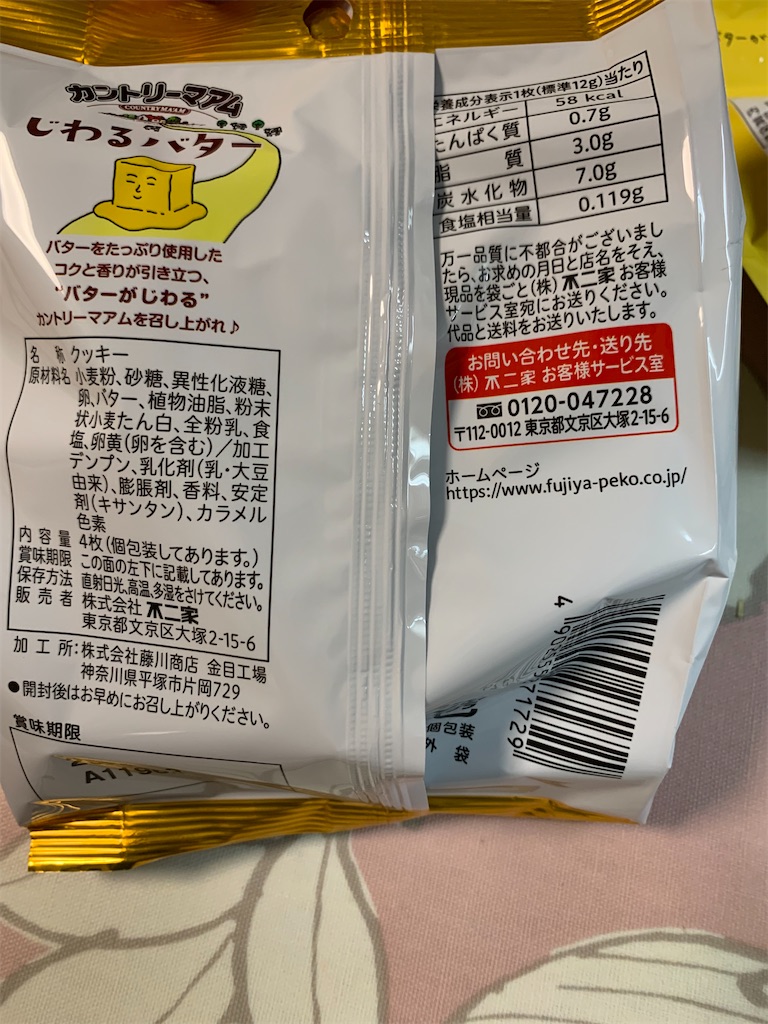 カントリーマアム
COUNTRY MA'AM
じわるバター
バターをたっぷり使用した
コクと香りが引き立つ、
"バターがじわる"
カントリーマアムを召し上がれ♪
名 称 クッキー
原材料名 小麦粉、砂糖、異性化液糖、
卵、バター、植物油脂、粉末
状小麦たん白、全粉乳、食
塩、卵黄(卵を含む)/加工
デンプン、乳化剤(乳・大豆
由来)、膨脹剤、香料、安定
剤(キサンタン)、カラメル
色素
内容量 4枚(個包装してあります。)
賞味期限 この面の左下に記載してあります。
保存方法 直射日光、高温、多湿をさけてください。
販売者 株式会社 不二家
東京都文京区大塚2-15-6
加工所:株式会社藤川商店 金目工場
神奈川県平塚市片岡729
●開封後はお早めにお召し上がりください。
賞味期限
栄養成分表示1枚(標準12g)当たり
エネルギー 58 kcal
たんぱく質 0.7g
脂質 3.0g
炭水化物 7.0g
食塩相当量 0.119g
万一品質に不都合がございまし
たら、お求めの月日と店名をそえ、
現品を袋ごと(株)不二家 お客様
サービス室宛にお送りください。
代品と送料をお送りいたします。
お問い合わせ先・送り先
(株)不二家 お客様サービス室
0120-047228
〒112-0012 東京都文京区大塚2-15-6
ホームページ
https://www.fujiya-peko.co.jp/
個包装
外 袋